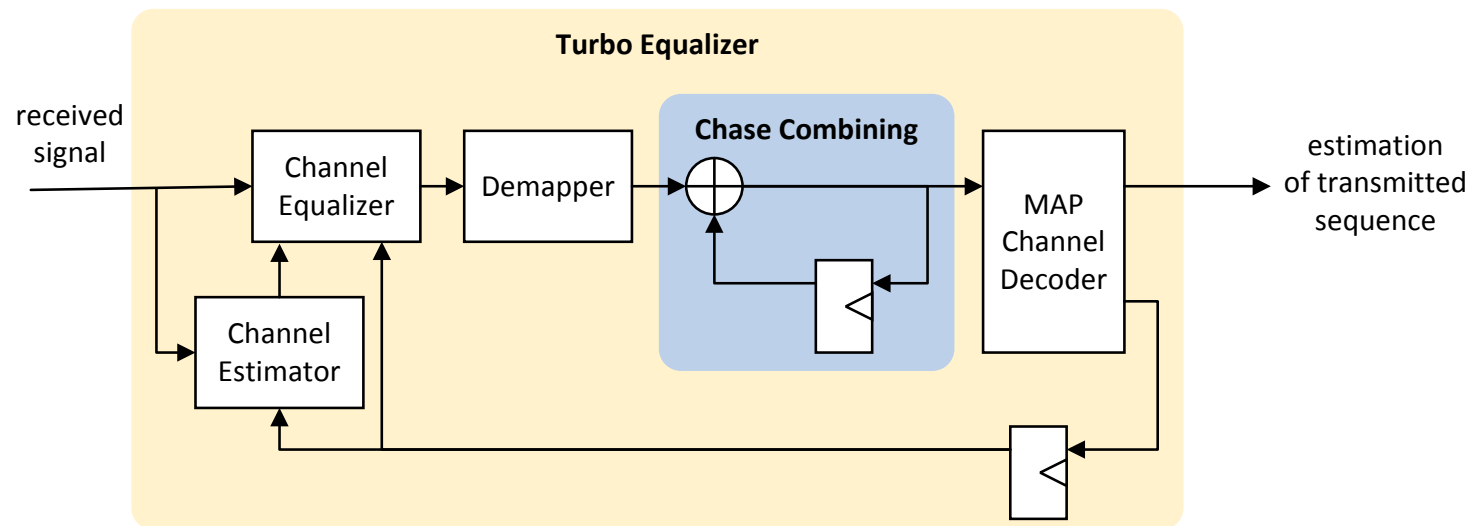 Turbo Equalizer
received
signal
Channel
Equalizer
Demapper
Chase Combining
MAP
Channel
Decoder
estimation
of transmitted
sequence
Channel
Estimator